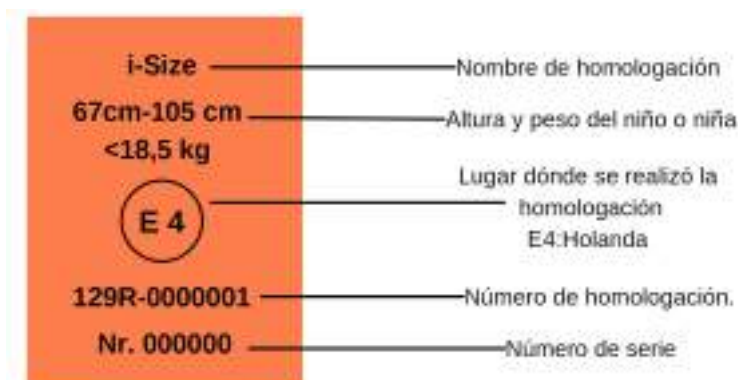 i-Size
Nombre de homologación
67cm-105 cm
<18,5 kg
Altura y peso del niño o niña
E 4
Lugar dónde se realizó la
homologación
E4:Holanda
129R-0000001
Número de homologación.
Nr. 000000
Número de serie